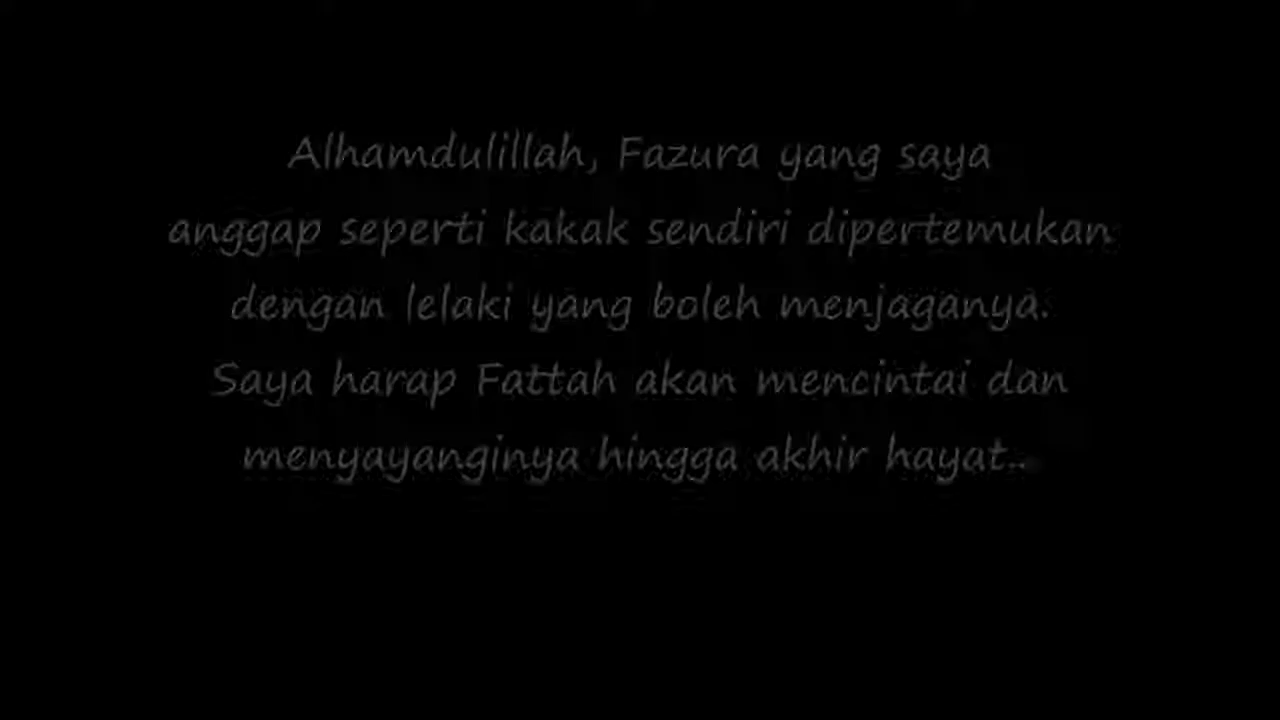 Alhamdulillah, Fazura yang saya
anggap seperti kakak sendiri dipertemukan
dengan lelaki yang boleh menjaganya.
Saya harap Fattah akan mencintai dan
menyayanginya hingga akhir hayat..